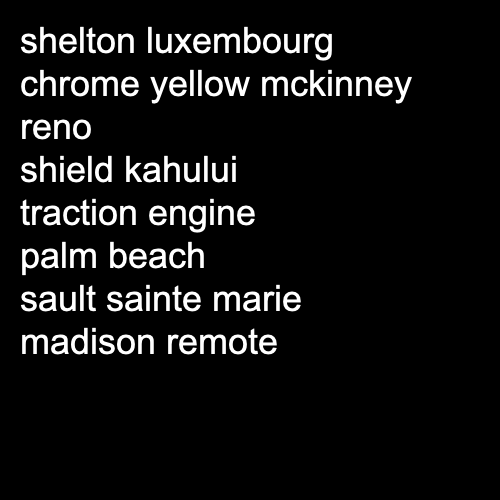 shelton luxembourg
chrome yellow mckinney
reno
shield kahului
traction engine
palm beach
sault sainte marie
madison remote